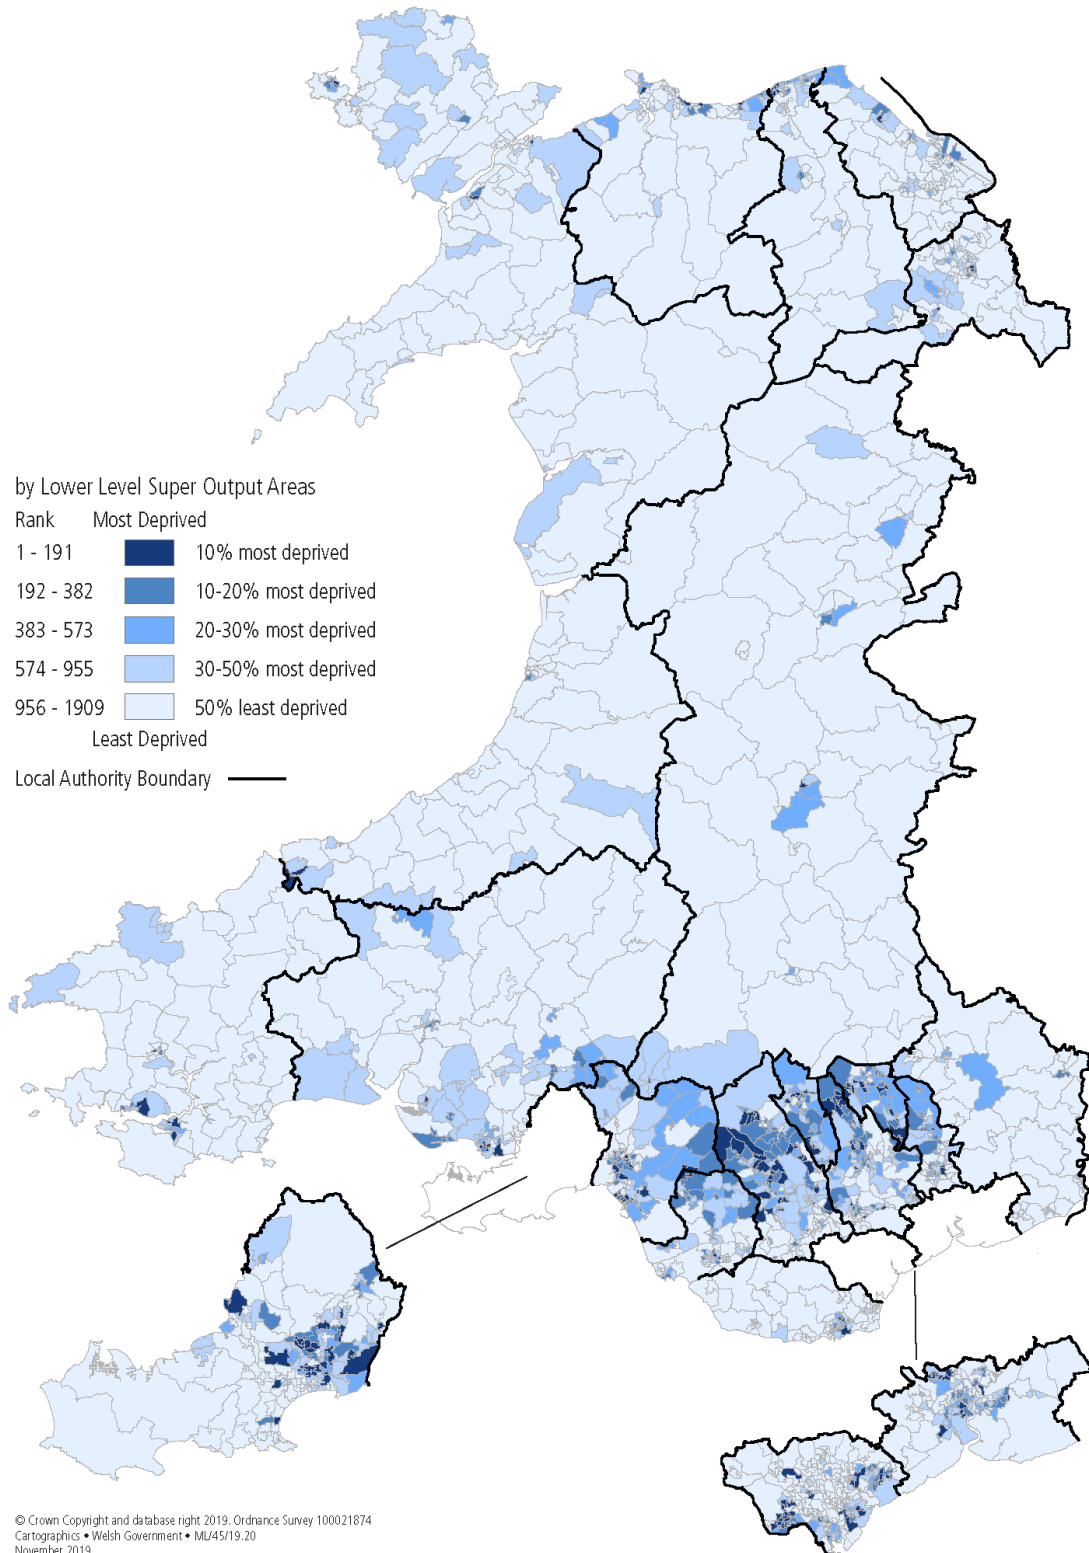 by Lower Level Super Output Areas
Rank Most Deprived
1 - 191 10% most deprived
192 - 382 10-20% most deprived
383 - 573 20-30% most deprived
574 - 955 30-50% most deprived
956 - 1909 50% least deprived
Least Deprived
Local Authority Boundary
© Crown Copyright and database right 2019. Ordnance Survey 100021874
Cartographics ♦ Welsh Government ♦ ML/45/19.20
November 2019